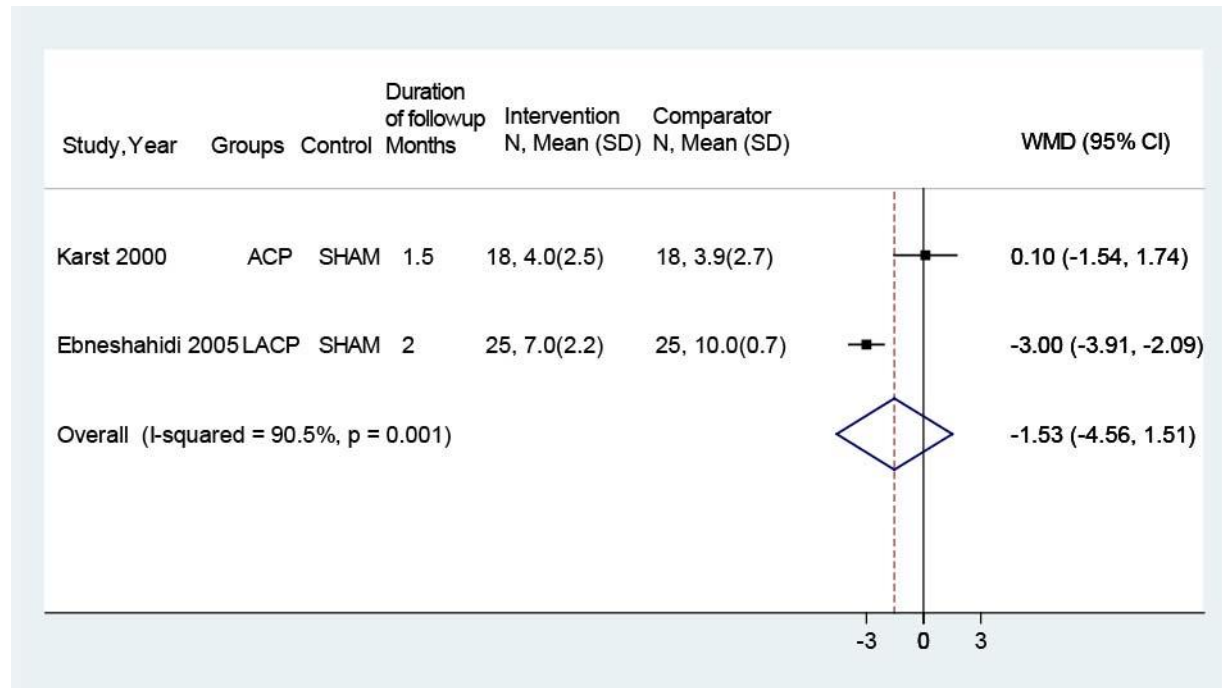 Duration
of followup Intervention Comparator
Study,Year Groups Control Months N, Mean (SD) N, Mean (SD) WMD (95% CI)
Karst 2000 ACP SHAM 1.5 18, 4.0(2.5) 18, 3.9(2.7) 0.10 (-1.54, 1.74)
Ebneshahidi 2005 LACP SHAM 2 25, 7.0(2.2) 25, 10.0(0.7) -3.00 (-3.91, -2.09)
Overall (I-squared = 90.5%, p = 0.001) -1.53 (-4.56, 1.51)
-3 0 3